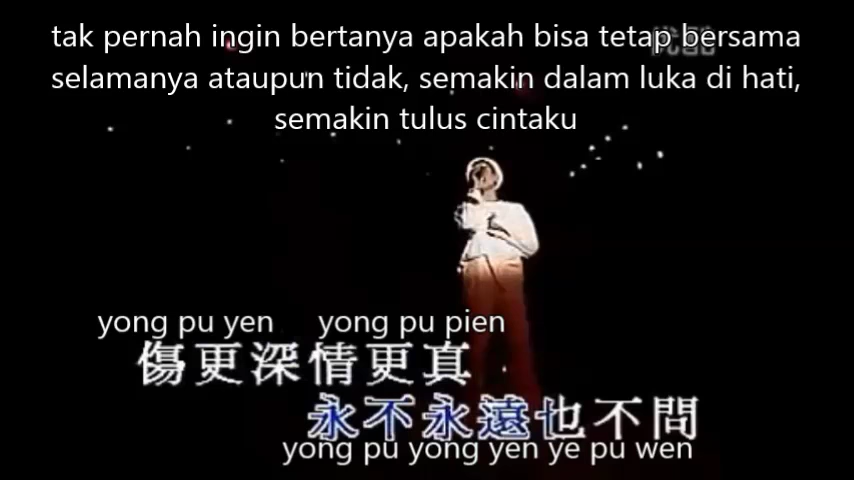 tak pernah ingin bertanya apakah bisa tetap bersama
selamanya ataupun tidak, semakin dalam luka di hati,
semakin tulus cintaku
yong pu yen yong pu pien
傷更深情更真
永不永遠也不問
yong pu yong yen ye pu wen